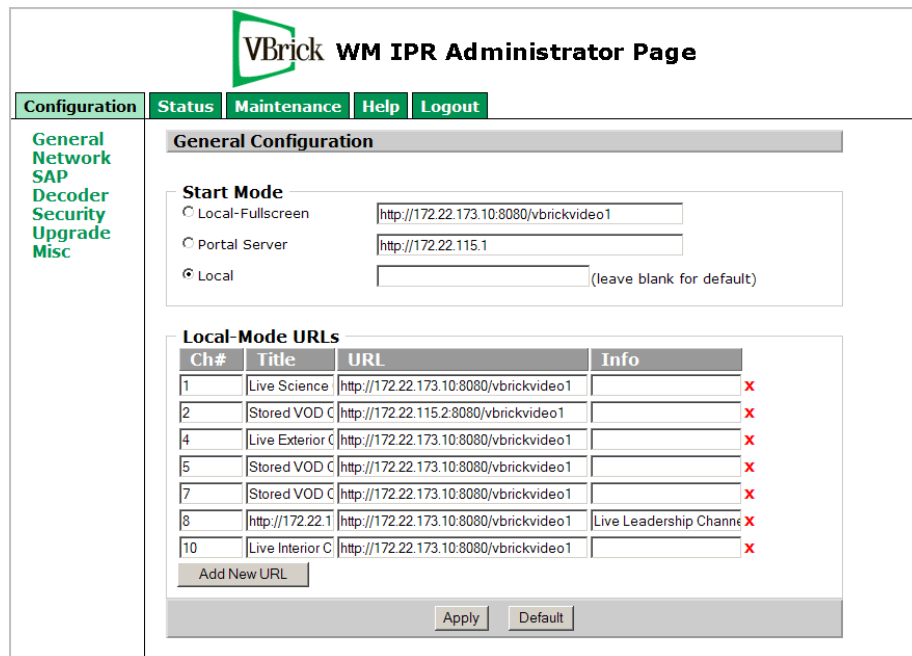 VBrick WM IPR Administrator Page
Configuration Status Maintenance Help Logout
General
Network
SAP
Decoder
Security
Upgrade
Misc
General Configuration
Start Mode
Local-Fullscreen http://172.22.173.10:8080/vbrickvideo1
Portal Server http://172.22.115.1
Local (leave blank for default)
Local-Mode URLs
Ch# Title URL Info
1 Live Science http://172.22.173.10:8080/vbrickvideo1 x
2 Stored VOD C http://172.22.115.2:8080/vbrickvideo1 x
4 Live Exterior C http://172.22.173.10:8080/vbrickvideo1 x
5 Stored VOD C http://172.22.173.10:8080/vbrickvideo1 x
7 Stored VOD C http://172.22.173.10:8080/vbrickvideo1 x
8 http://172.22.1 http://172.22.173.10:8080/vbrickvideo1 Live Leadership Channe x
10 Live Interior C http://172.22.173.10:8080/vbrickvideo1 x
Add New URL
Apply Default